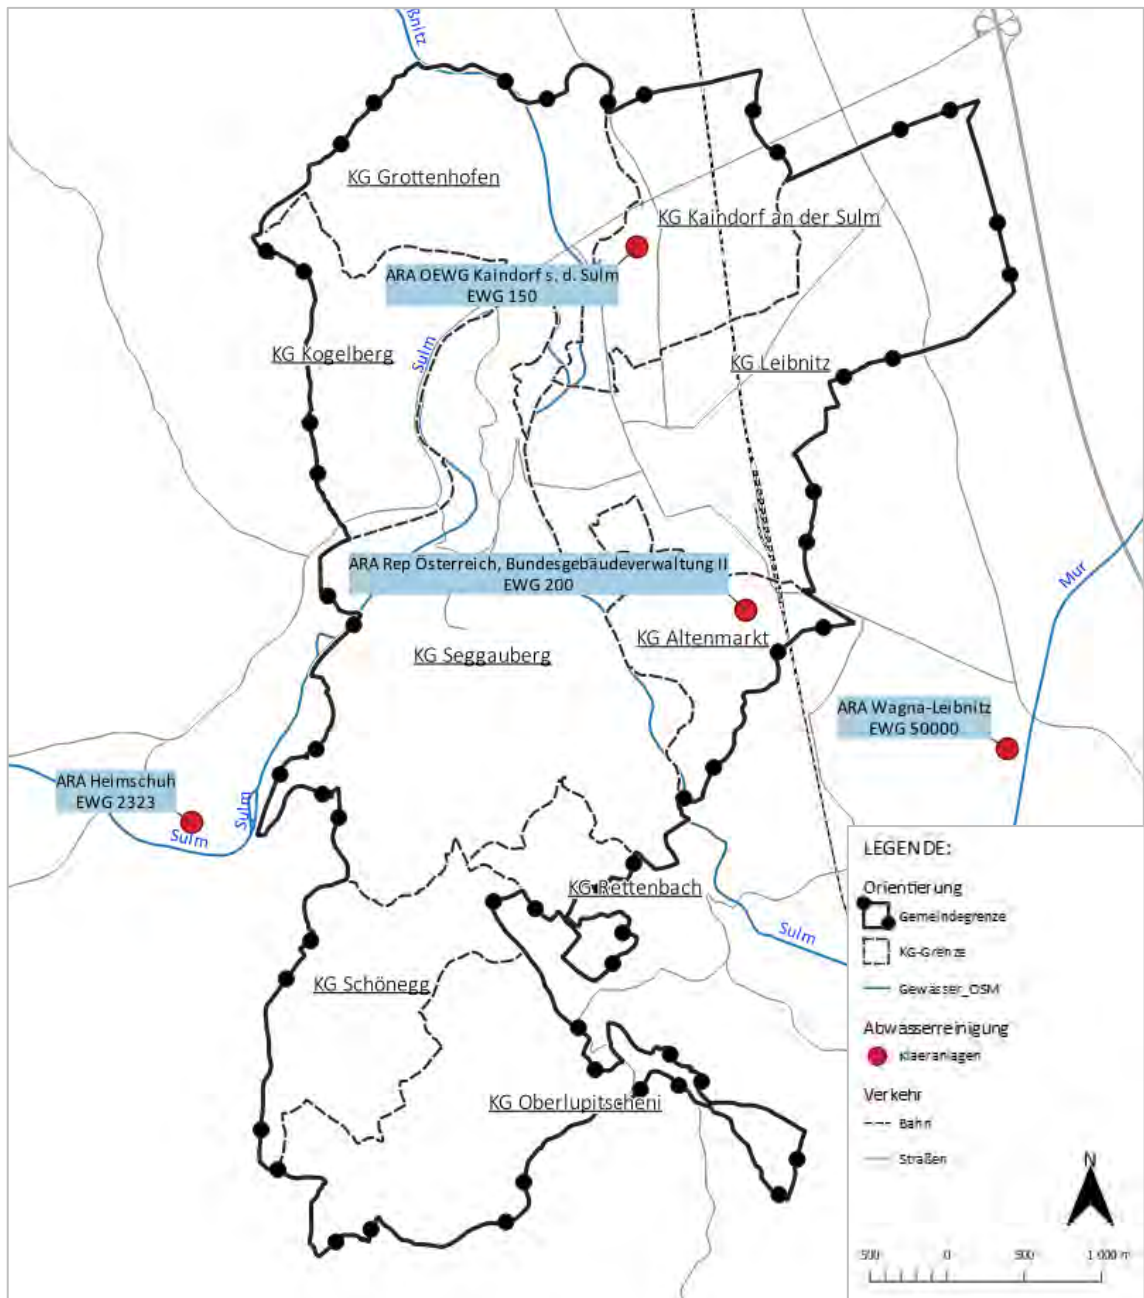 ßnitz
KG Grottenhofen
KG Kaindorf an der Sulm
ARA OEWG Kaindorf s. d. Sulm
EWG 150
Sulm
KG Kogelberg
KG Leibnitz
ARA Rep Österreich, Bundesgebäudeverwaltung II
EWG 200
Mur
KG Altenmarkt
KG Seggauberg
ARA Wagna-Leibnitz
EWG 50000
ARA Heimschuh
EWG 2323
Sulm
Sulm
KG Rettenbach
Sulm
KG Schönegg
KG Oberlupitscheni
LEGENDE:
Orientierung
Gemeindegrenze
KG-Grenze
Gewässer_OSM
Abwasserreinigung
Klaeranlagen
Verkehr
Bahn
Straßen
N
500 0 500 1 000 m